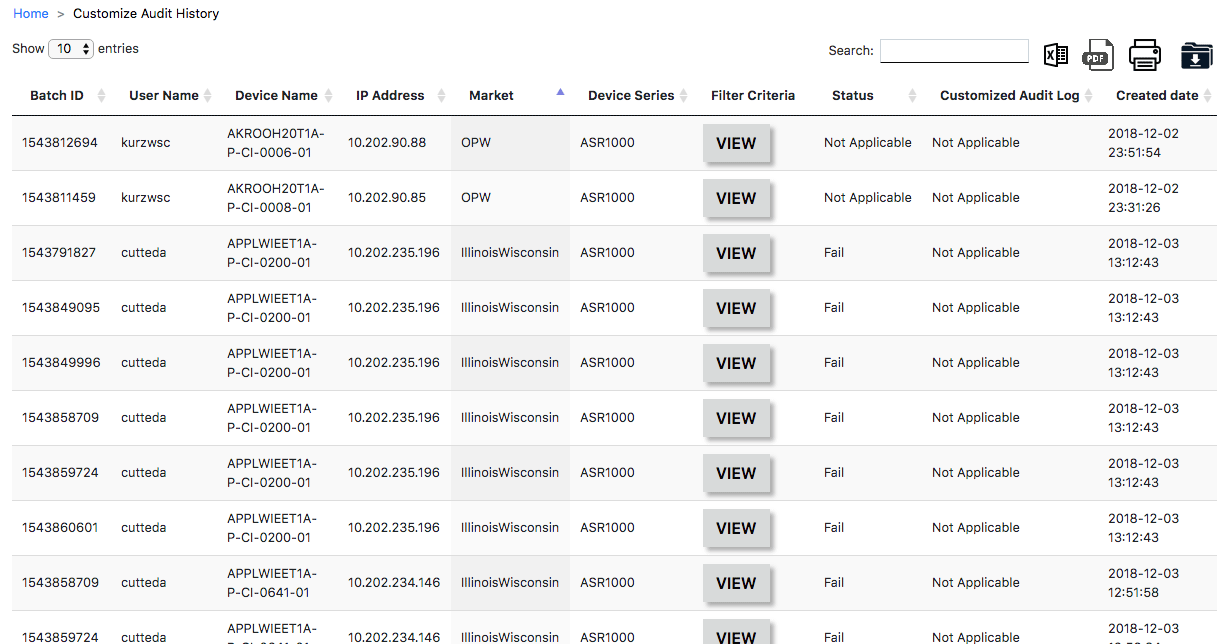 Home > Customize Audit History
Show 10 entries Search: PDF
Batch ID User Name Device Name IP Address Market Device Series Filter Criteria Status Customized Audit Log Created date
1543812694 kurzwsc AKROOH20T1A- 10.202.90.88 OPW ASR1000 VIEW Not Applicable Not Applicable 2018-12-02
P-CI-0006-01 23:51:54
1543811459 kurzwsc AKROOH20T1A- 10.202.90.85 OPW ASR1000 VIEW Not Applicable Not Applicable 2018-12-02
P-CI-0008-01 23:31:26
1543791827 cutteda APPLWIEET1A- 10.202.235.196 IllinoisWisconsin ASR1000 VIEW Fail Not Applicable 2018-12-03
P-CI-0200-01 13:12:43
1543849095 cutteda APPLWIEET1A- 10.202.235.196 IllinoisWisconsin ASR1000 VIEW Fail Not Applicable 2018-12-03
P-CI-0200-01 13:12:43
1543849996 cutteda APPLWIEET1A- 10.202.235.196 IllinoisWisconsin ASR1000 VIEW Fail Not Applicable 2018-12-03
P-CI-0200-01 13:12:43
1543858709 cutteda APPLWIEET1A- 10.202.235.196 IllinoisWisconsin ASR1000 VIEW Fail Not Applicable 2018-12-03
P-CI-0200-01 13:12:43
1543859724 cutteda APPLWIEET1A- 10.202.235.196 IllinoisWisconsin ASR1000 VIEW Fail Not Applicable 2018-12-03
P-CI-0200-01 13:12:43
1543860601 cutteda APPLWIEET1A- 10.202.235.196 IllinoisWisconsin ASR1000 VIEW Fail Not Applicable 2018-12-03
P-CI-0200-01 13:12:43
1543858709 cutteda APPLWIEET1A- 10.202.234.146 IllinoisWisconsin ASR1000 VIEW Fail Not Applicable 2018-12-03
P-CI-0641-01 12:51:58
1543859724 cutteda APPLWIEET1A- 10.202.234.146 IllinoisWisconsin ASR1000 VIEW Fail Not Applicable 2018-12-03